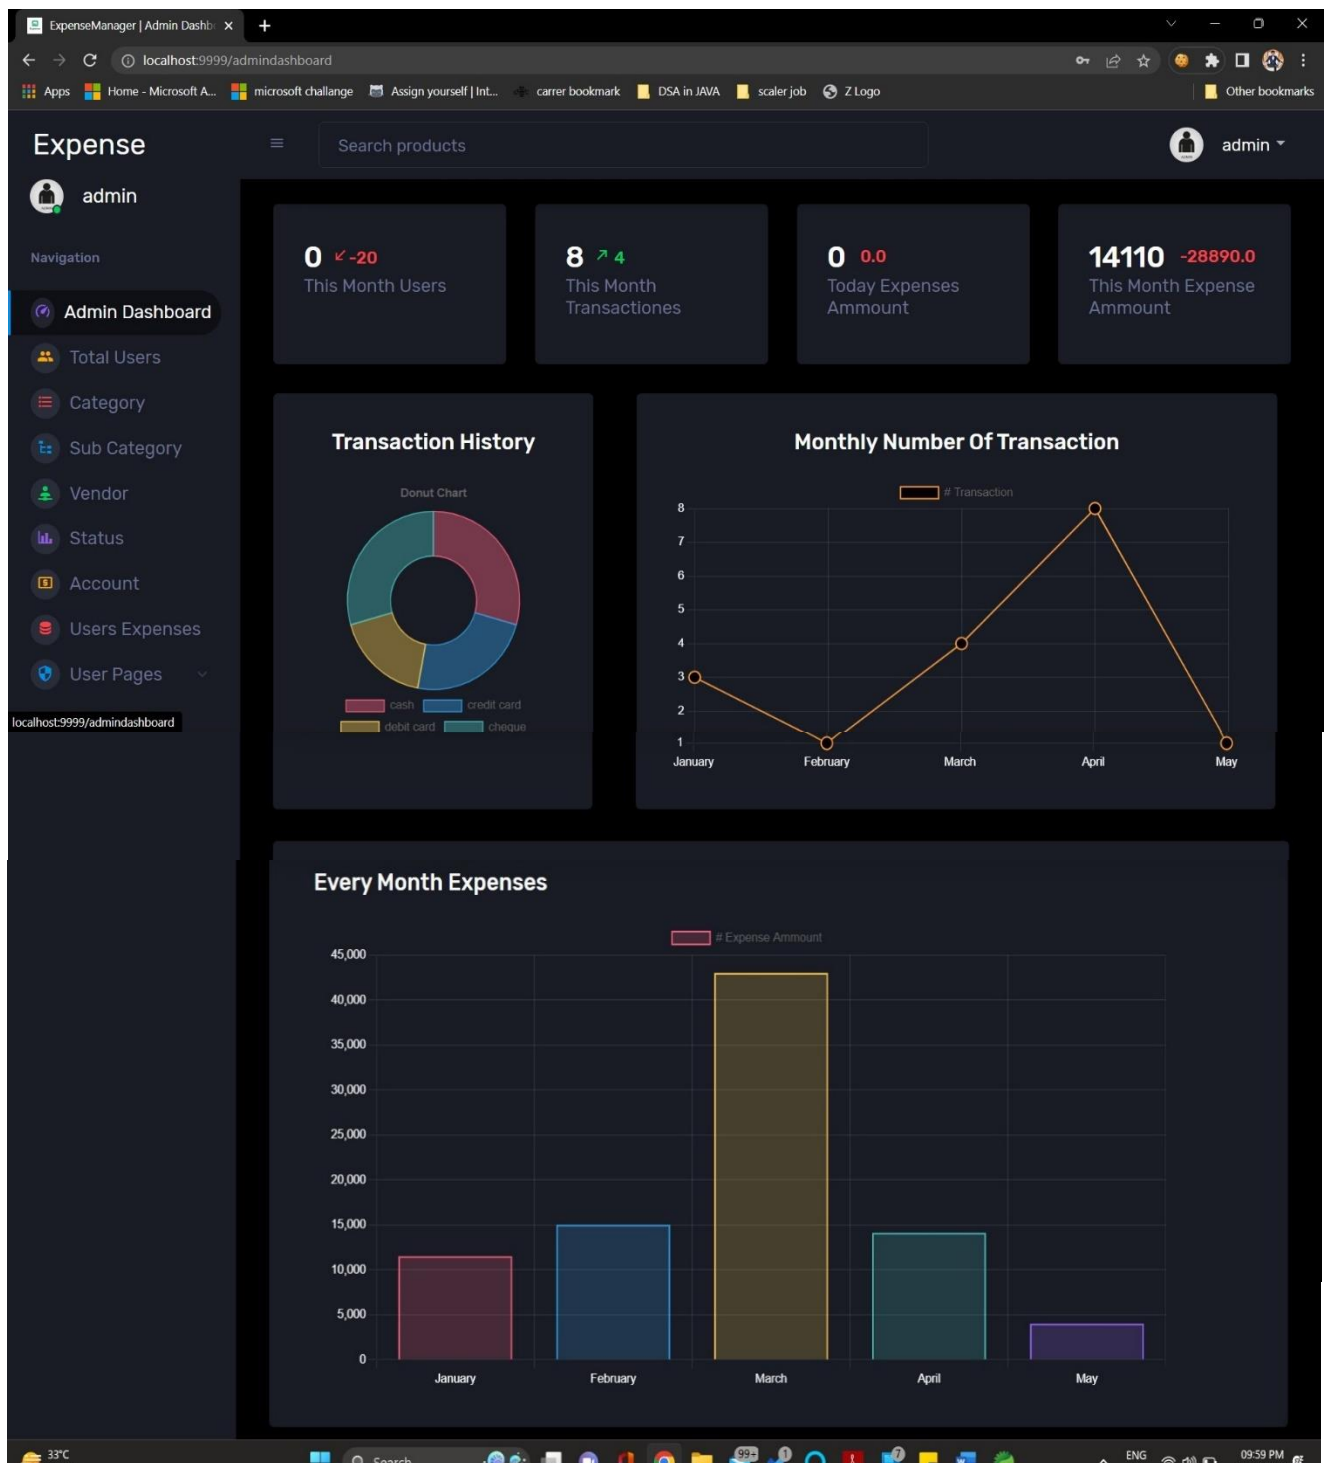 ExpenseManager | Admin Dashb
localhost:9999/admindashboard
Apps
Home - Microsoft A...
microsoft challange
Assign yourself | Int...
carrer bookmark
DSA in JAVA
scaler job
Z Logo
Other bookmarks
Expense
Search products
admin
admin
Navigation
Admin Dashboard
Total Users
Category
Sub Category
Vendor
Status
Account
Users Expenses
User Pages
localhost:9999/admindashboard
0 -20
This Month Users
8 4
This Month
Transactiones
0 0.0
Today Expenses
Ammount
14110 -28890.0
This Month Expense
Ammount
Transaction History
Donut Chart
cash
credit card
debit card
cheque
Monthly Number Of Transaction
# Transaction
8
7
6
5
4
3
2
1
January
February
March
April
May
Every Month Expenses
# Expense Ammount
45,000
40,000
35,000
30,000
25,000
20,000
15,000
10,000
5,000
0
January
February
March
April
May
33°C
Search
99+
1
7
ENG
09:59 PM